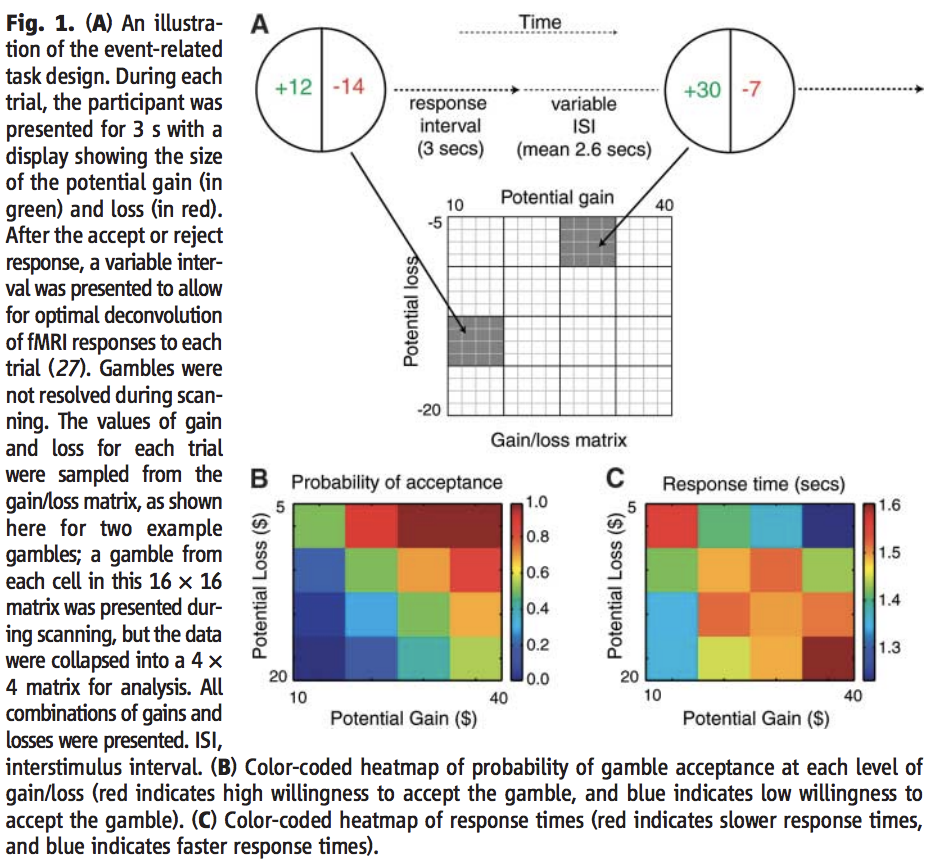 Fig. 1. (A) An illustra-
tion of the event-related
task design. During each
trial, the participant was
presented for 3 s with a
display showing the size
of the potential gain (in
green) and loss (in red).
After the accept or reject
response, a variable inter-
val was presented to allow
for optimal deconvolution
of fMRI responses to each
trial (27). Gambles were
not resolved during scan-
ning. The values of gain
and loss for each trial
were sampled from the
gain/loss matrix, as shown
here for two example
gambles; a gamble from
each cell in this 16 × 16
matrix was presented dur-
ing scanning, but the data
were collapsed into a 4 ×
4 matrix for analysis. All
combinations of gains and
losses were presented. ISI,
interstimulus interval. (B) Color-coded heatmap of probability of gamble acceptance at each level of
gain/loss (red indicates high willingness to accept the gamble, and blue indicates low willingness to
accept the gamble). (C) Color-coded heatmap of response times (red indicates slower response times,
and blue indicates faster response times).
A
Time
+12 -14
response
interval
(3 secs)
variable
ISI
(mean 2.6 secs)
+30 -7
Potential gain
10 40
-5
Potential loss
-20
Gain/loss matrix
B Probability of acceptance
5
Potential Loss ($)
20
10 40
Potential Gain ($)
1.0
0.8
0.6
0.4
0.2
0.0
C Response time (secs)
5
Potential Loss ($)
20
10 40
Potential Gain ($)
1.6
1.5
1.4
1.3